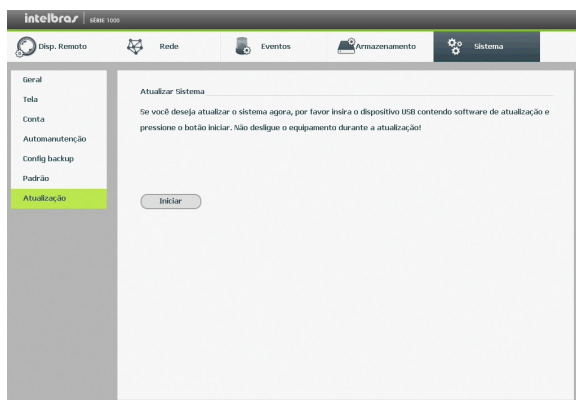 intelbras SÉRIE 1000
Disp. Remoto Rede Eventos Armazenamento Sistema
Geral
Tela
Conta
Automanutenção
Config backup
Padrão
Atualização
Atualizar Sistema
Se você deseja atualizar o sistema agora, por favor insira o dispositivo USB contendo software de atualização e
pressione o botão iniciar. Não desligue o equipamento durante a atualização!
Iniciar